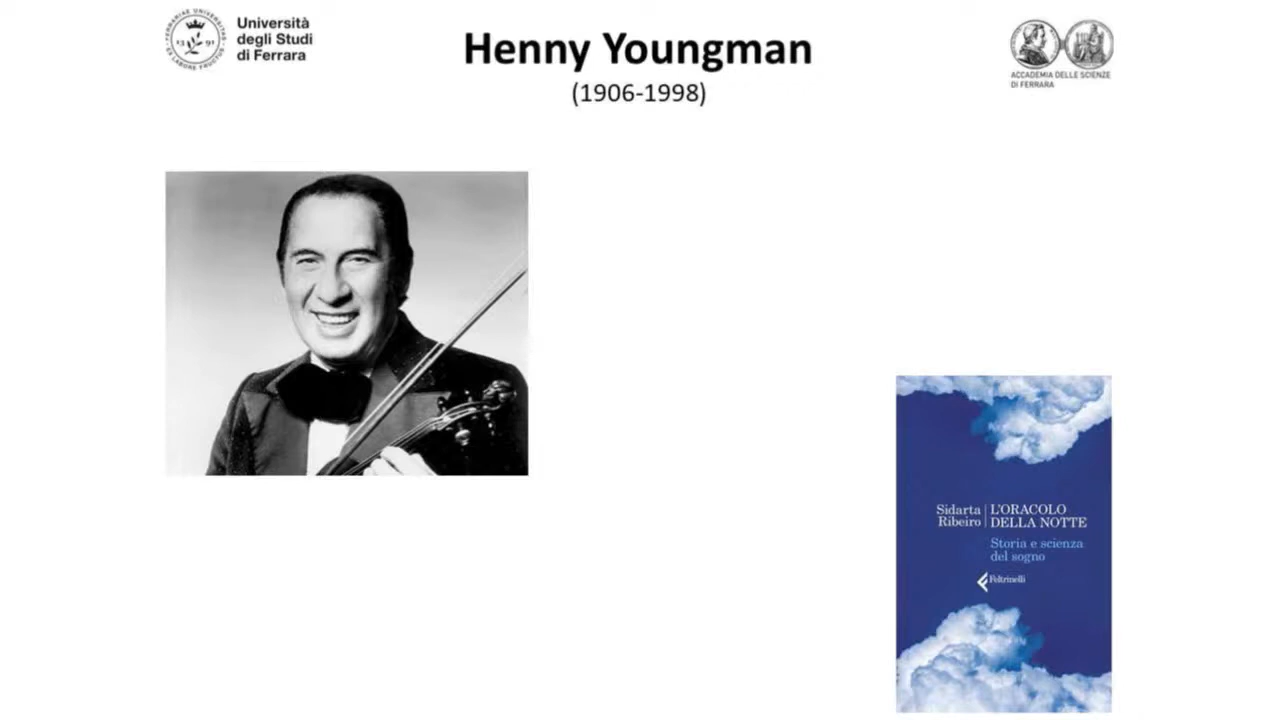 Università
degli Studi
di Ferrara
Henny Youngman
(1906-1998)
ACCADEMIA DELLE SCIENZE
DI FERRARA
Sidarta
Ribeiro
L'ORACOLO
DELLA NOTTE
Storia e scienza
del sogno
Feltrinelli